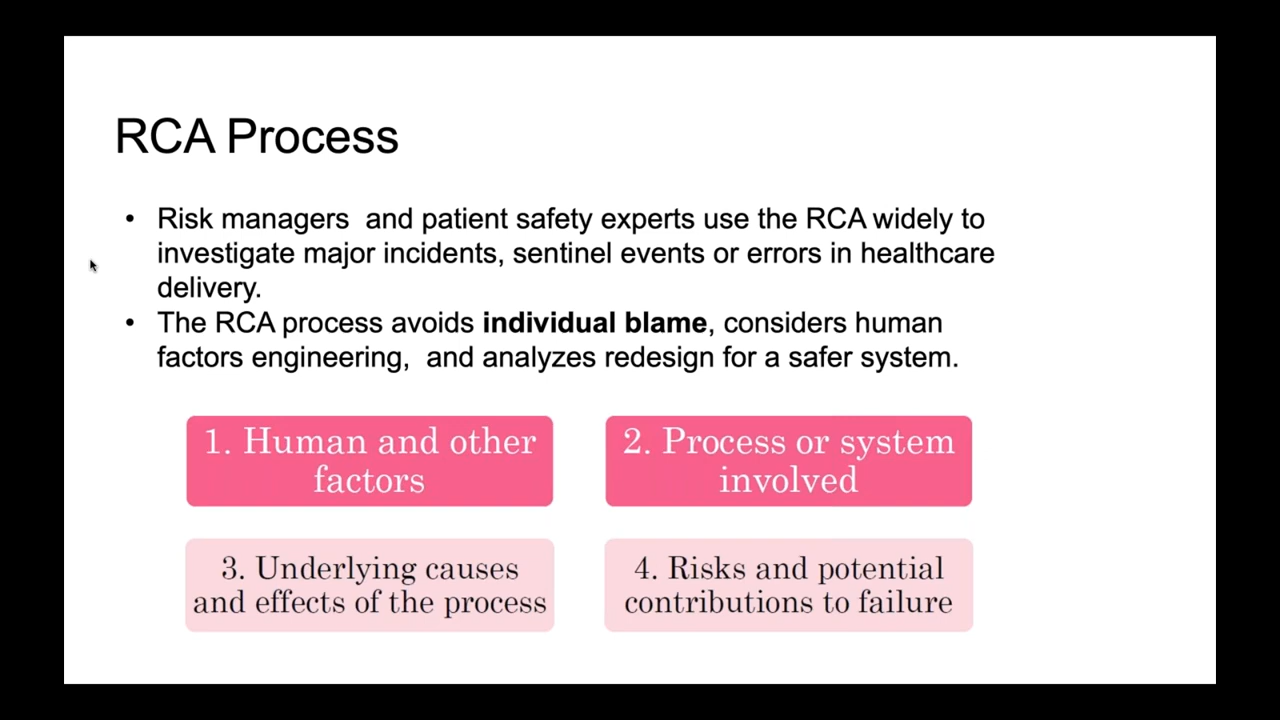 RCA Process
• Risk managers  and patient safety experts use the RCA widely to
investigate major incidents, sentinel events or errors in healthcare
delivery.
• The RCA process avoids individual blame, considers human
factors engineering,  and analyzes redesign for a safer system.
1. Human and other
factors
2. Process or system
involved
3. Underlying causes
and effects of the process
4. Risks and potential
contributions to failure